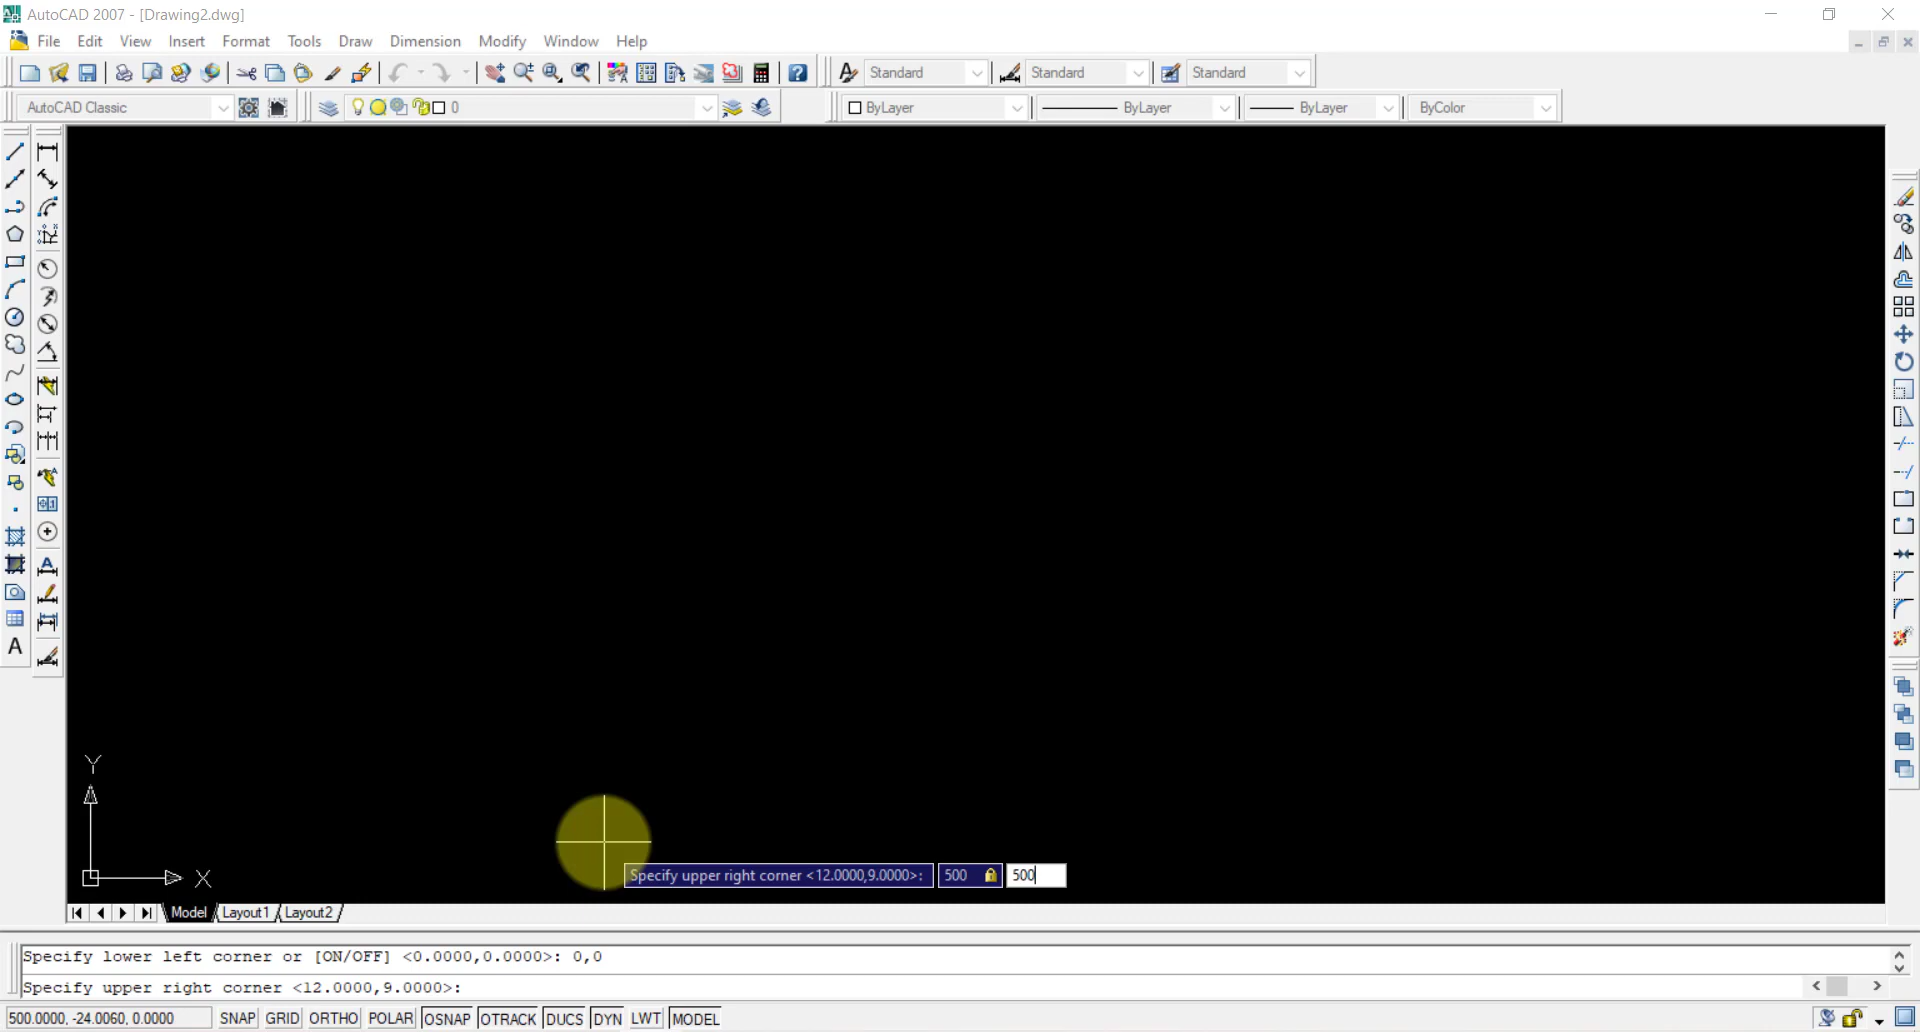 AutoCAD 2007 - [Drawing2.dwg]
File Edit View Insert Format Tools Draw Dimension Modify Window Help
Standard Standard Standard
AutoCAD Classic 0 ByLayer ByLayer ByLayer ByColor
Y
X
Specify upper right corner <12.0000,9.0000>: 500 500
Model Layout1 Layout2
Specify lower left corner or [ON/OFF] <0.0000,0.0000>: 0,0
Specify upper right corner <12.0000,9.0000>:
500.0000, -24.0060, 0.0000 SNAP GRID ORTHO POLAR OSNAP OTRACK DUCS DYN LWT MODEL